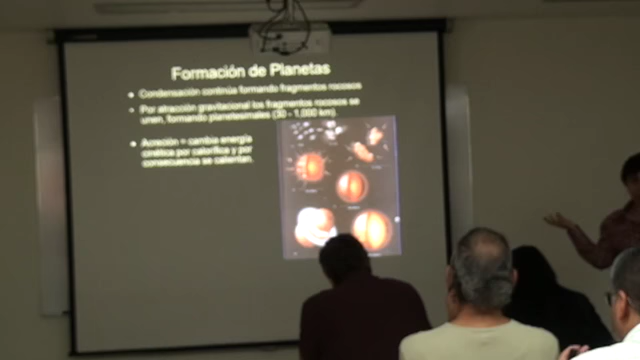 Formación de Planetas
• Condensación continúa formando fragmentos rocosos
• Por atracción gravitacional los fragmentos rocosos se
unen, formando planetesimales (30 - 1,000 km).
• Acreción = cambia energía
cinética por calorífica y por
consecuencia se calientan.